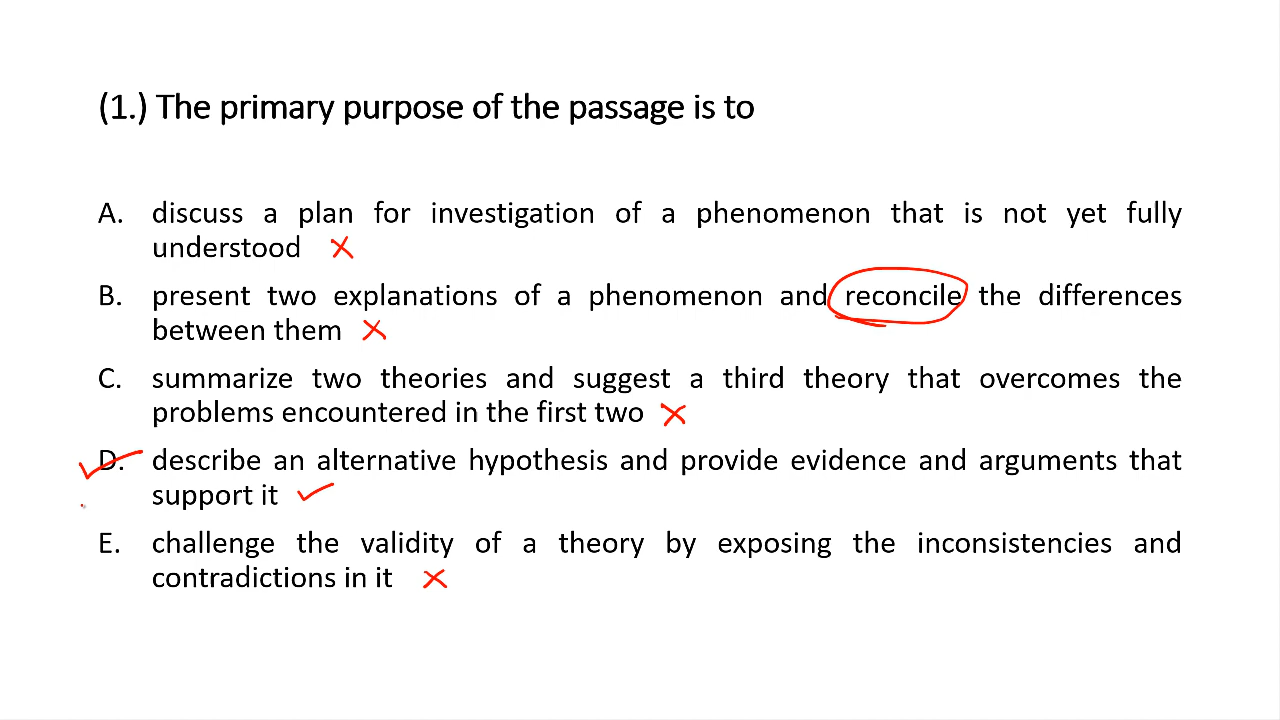 (1.) The primary purpose of the passage is to
A. discuss a plan for investigation of a phenomenon that is not yet fully
understood
B. present two explanations of a phenomenon and reconcile the differences
between them
C. summarize two theories and suggest a third theory that overcomes the
problems encountered in the first two
D. describe an alternative hypothesis and provide evidence and arguments that
support it
E. challenge the validity of a theory by exposing the inconsistencies and
contradictions in it